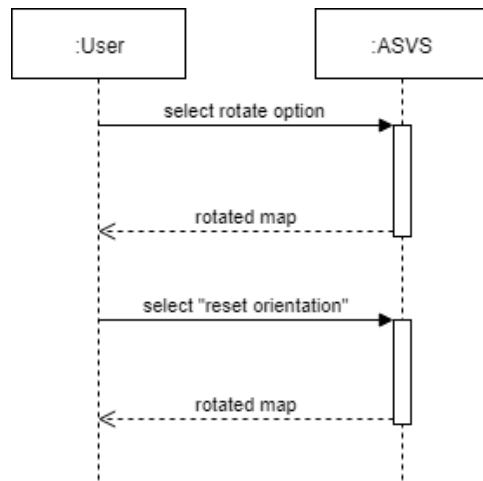 :User
:ASVS
select rotate option
rotated map
select "reset orientation"
rotated map